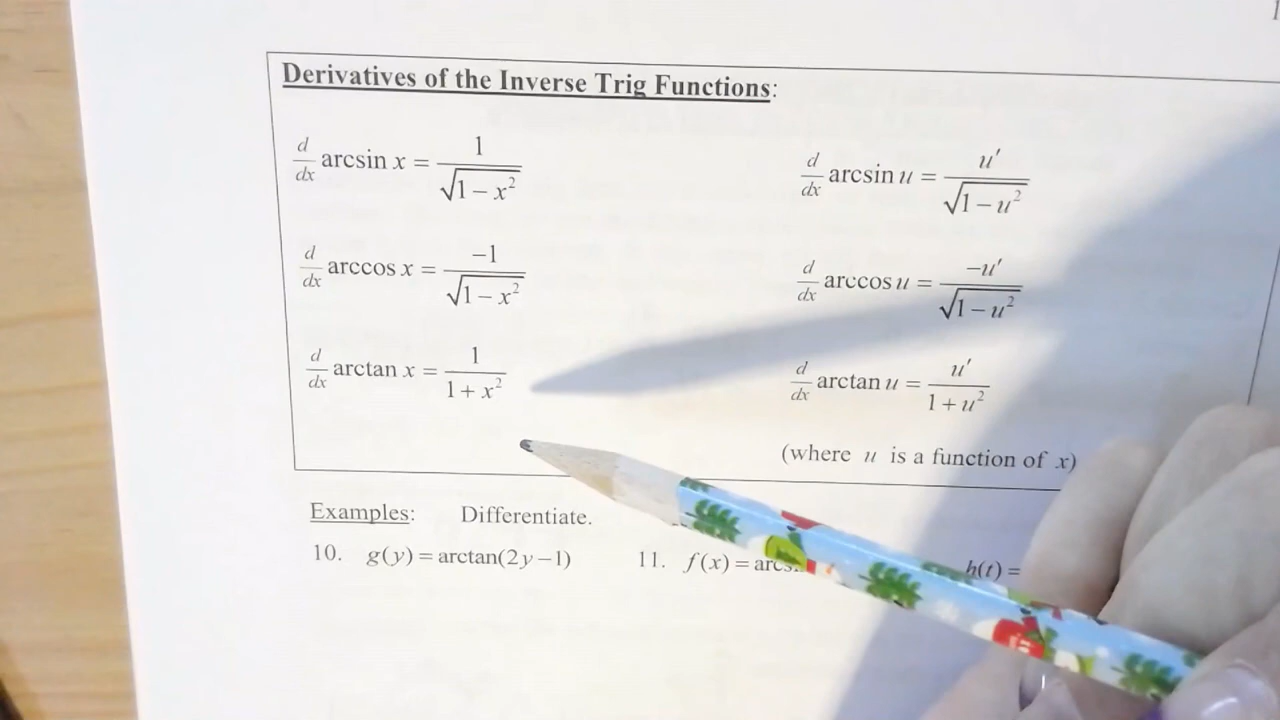 Derivatives of the Inverse Trig Functions:
d/dx arcsin x = 1/√(1 − x²)
d/dx arcsin u = u′/√(1 − u²)
d/dx arccos x = −1/√(1 − x²)
d/dx arccos u = −u′/√(1 − u²)
d/dx arctan x = 1/(1 + x²)
d/dx arctan u = u′/(1 + u²)
(where u is a function of x)
Examples: Differentiate.
10. g(y) = arctan(2y − 1) 11. f(x) = h(t) =